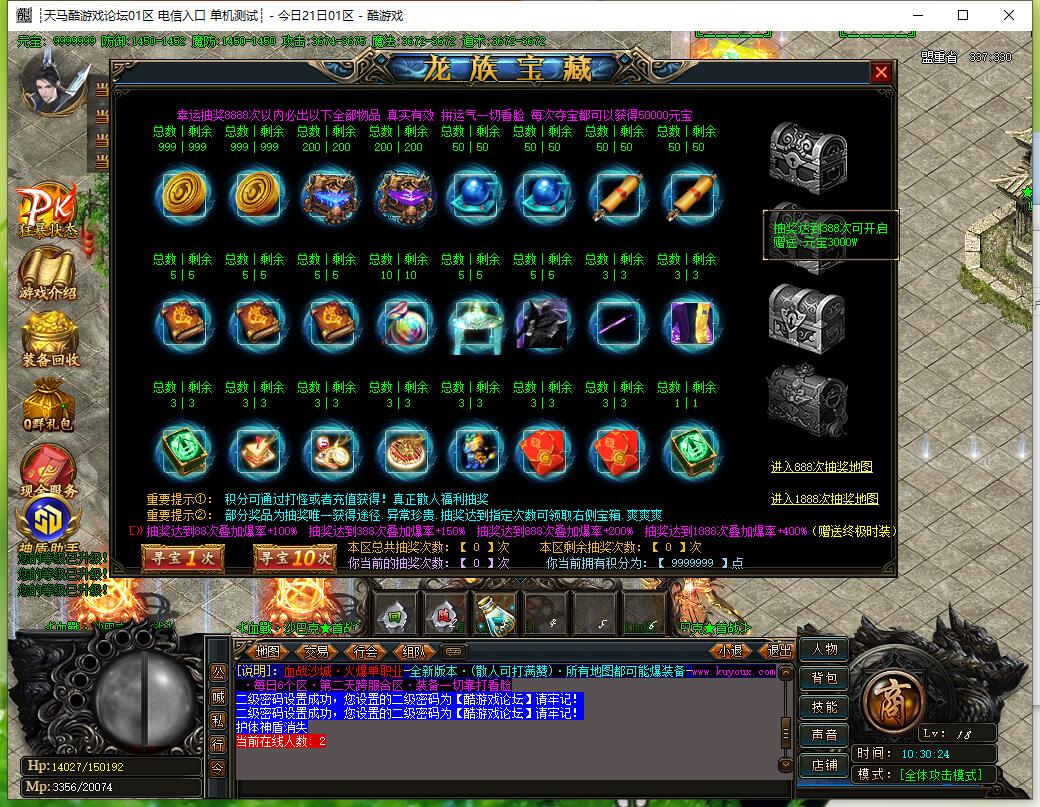 天马酷游戏论坛01区 电信入口 单机测试 - 今日21日01区 - 酷游戏
元宝: 9999999 防御:1450-1452 魔防:1450-1450 攻击:3674-3675 魔法:3672-3672 道术:3672-3672
盟重省 337:330
龙族宝藏
幸运抽奖8888次以内必出以下全部物品 真实有效 拼运气一切看脸 每次夺宝都可以获得50000元宝
总数|剩余 总数|剩余 总数|剩余 总数|剩余 总数|剩余 总数|剩余 总数|剩余 总数|剩余
999|999 999|999 200|200 200|200 50|50 50|50 50|50 50|50
抽奖达到388次可开启
赠送 元宝3000W
总数|剩余 总数|剩余 总数|剩余 总数|剩余 总数|剩余 总数|剩余 总数|剩余 总数|剩余
5|5 5|5 5|5 10|10 5|5 5|5 3|3 3|3
总数|剩余 总数|剩余 总数|剩余 总数|剩余 总数|剩余 总数|剩余 总数|剩余 总数|剩余
3|3 3|3 3|3 3|3 3|3 3|3 3|3 1|1
进入888次抽奖地图
进入1888次抽奖地图
重要提示①: 积分可通过打怪或者充值获得!真正散人福利抽奖
重要提示②: 部分奖品为抽奖唯一获得途径.异常珍贵.抽奖达到指定次数可领取右侧宝箱.爽爽爽
抽奖达到88次叠加爆率+100% 抽奖达到388次叠加爆率+150% 抽奖达到888次叠加爆率+200% 抽奖达到1888次叠加爆率+400%(赠送终极时装)
寻宝1次
寻宝10次
本区总共抽奖次数:【 0 】次 本区剩余抽奖次数:【 0 】次
你当前的抽奖次数:【 0 】次 你当前拥有积分为:【 9999999 】点
PK
狂暴状态
游戏介绍
装备回收
Q群礼包
现金服务
神盾助手
您的等级已升级!
您的等级已升级!
您的等级已升级!
回
随
4 5 6
地图 交易 行会 组队 小退 退出
公
喊
私
行
令
[说明]: 血战沙城·火爆单职业-全新版本·(散人可打满赞)·所有地图都可能爆装备-www.kuyoux.com
·每日6个区·第二天跨服合区·装备一切靠打看脸
二级密码设置成功,您设置的二级密码为【酷游戏论坛】请牢记!
二级密码设置成功,您设置的二级密码为【酷游戏论坛】请牢记!
护体神盾消失
当前在线人数: 2
人物
背包
技能
声音
店铺
商
Lv: 18
时间: 10:30:24
模式: [全体攻击模式]
Hp:14027/150192
Mp:3356/20074